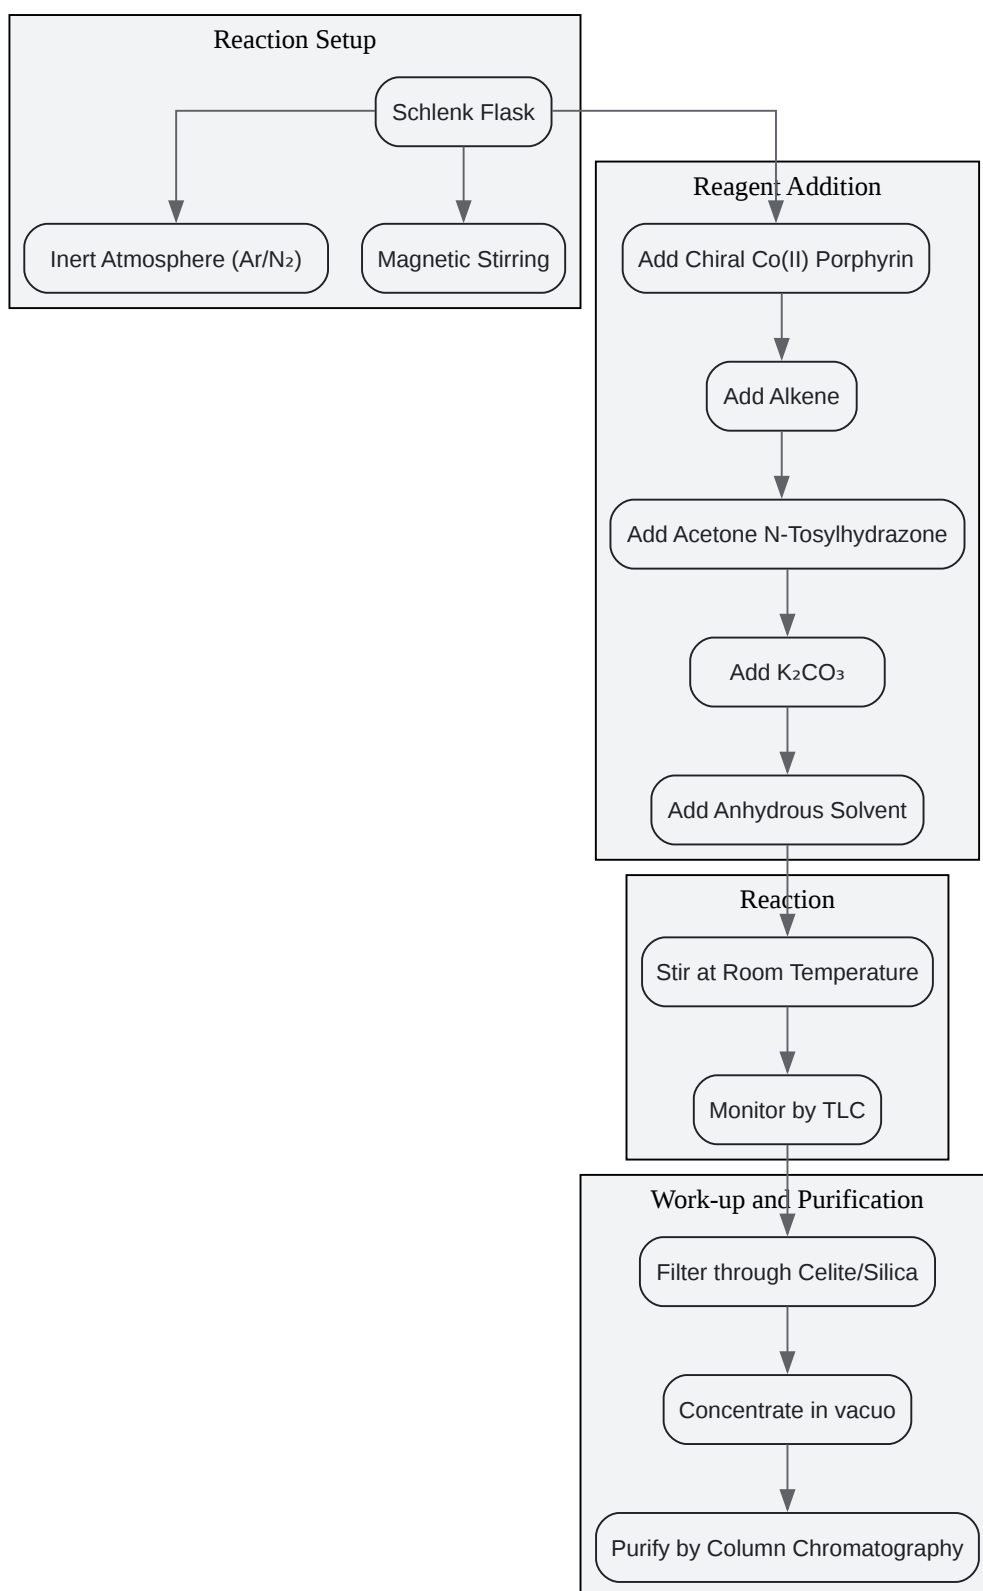 Reaction Setup
Schlenk Flask
Inert Atmosphere (Ar/N₂)
Magnetic Stirring
Reagent Addition
Add Chiral Co(II) Porphyrin
Add Alkene
Add Acetone N-Tosylhydrazone
Add K₂CO₃
Add Anhydrous Solvent
Reaction
Stir at Room Temperature
Monitor by TLC
Work-up and Purification
Filter through Celite/Silica
Concentrate in vacuo
Purify by Column Chromatography